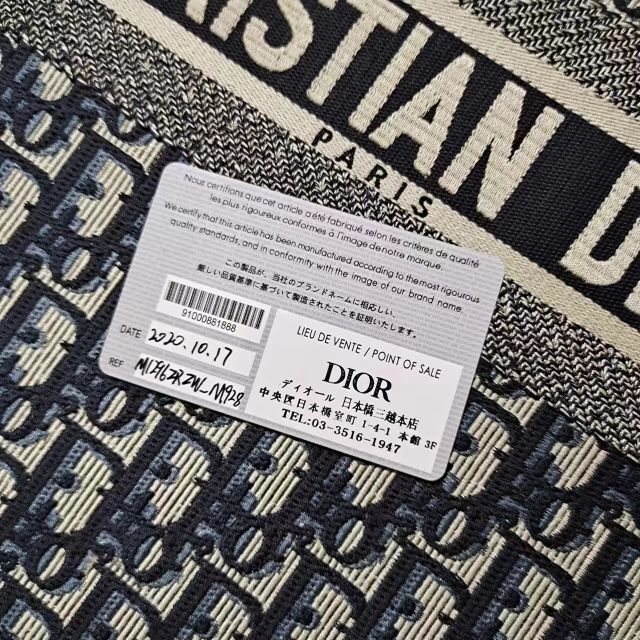 ISTIAN D
PARIS
Nous certifions que cet article a été fabriqué selon les critères de qualité
les plus rigoureux conformes à l'image de notre marque.
We certify that this article has been manufactured according to the most rigourous
quality standards, and in conformity with the image of our brand name.
この製品が、当社のブランドネームに相応しい、
厳しい品質基準に基づいて製造されたことを証明いたします。
91000881688
DATE 2020.10.17
REF
LIEU DE VENTE / POINT OF SALE
DIOR
ディオール 日本橋三越本店
中央区日本橋室町 1-4-1 本館 3F
TEL:03-3516-1947